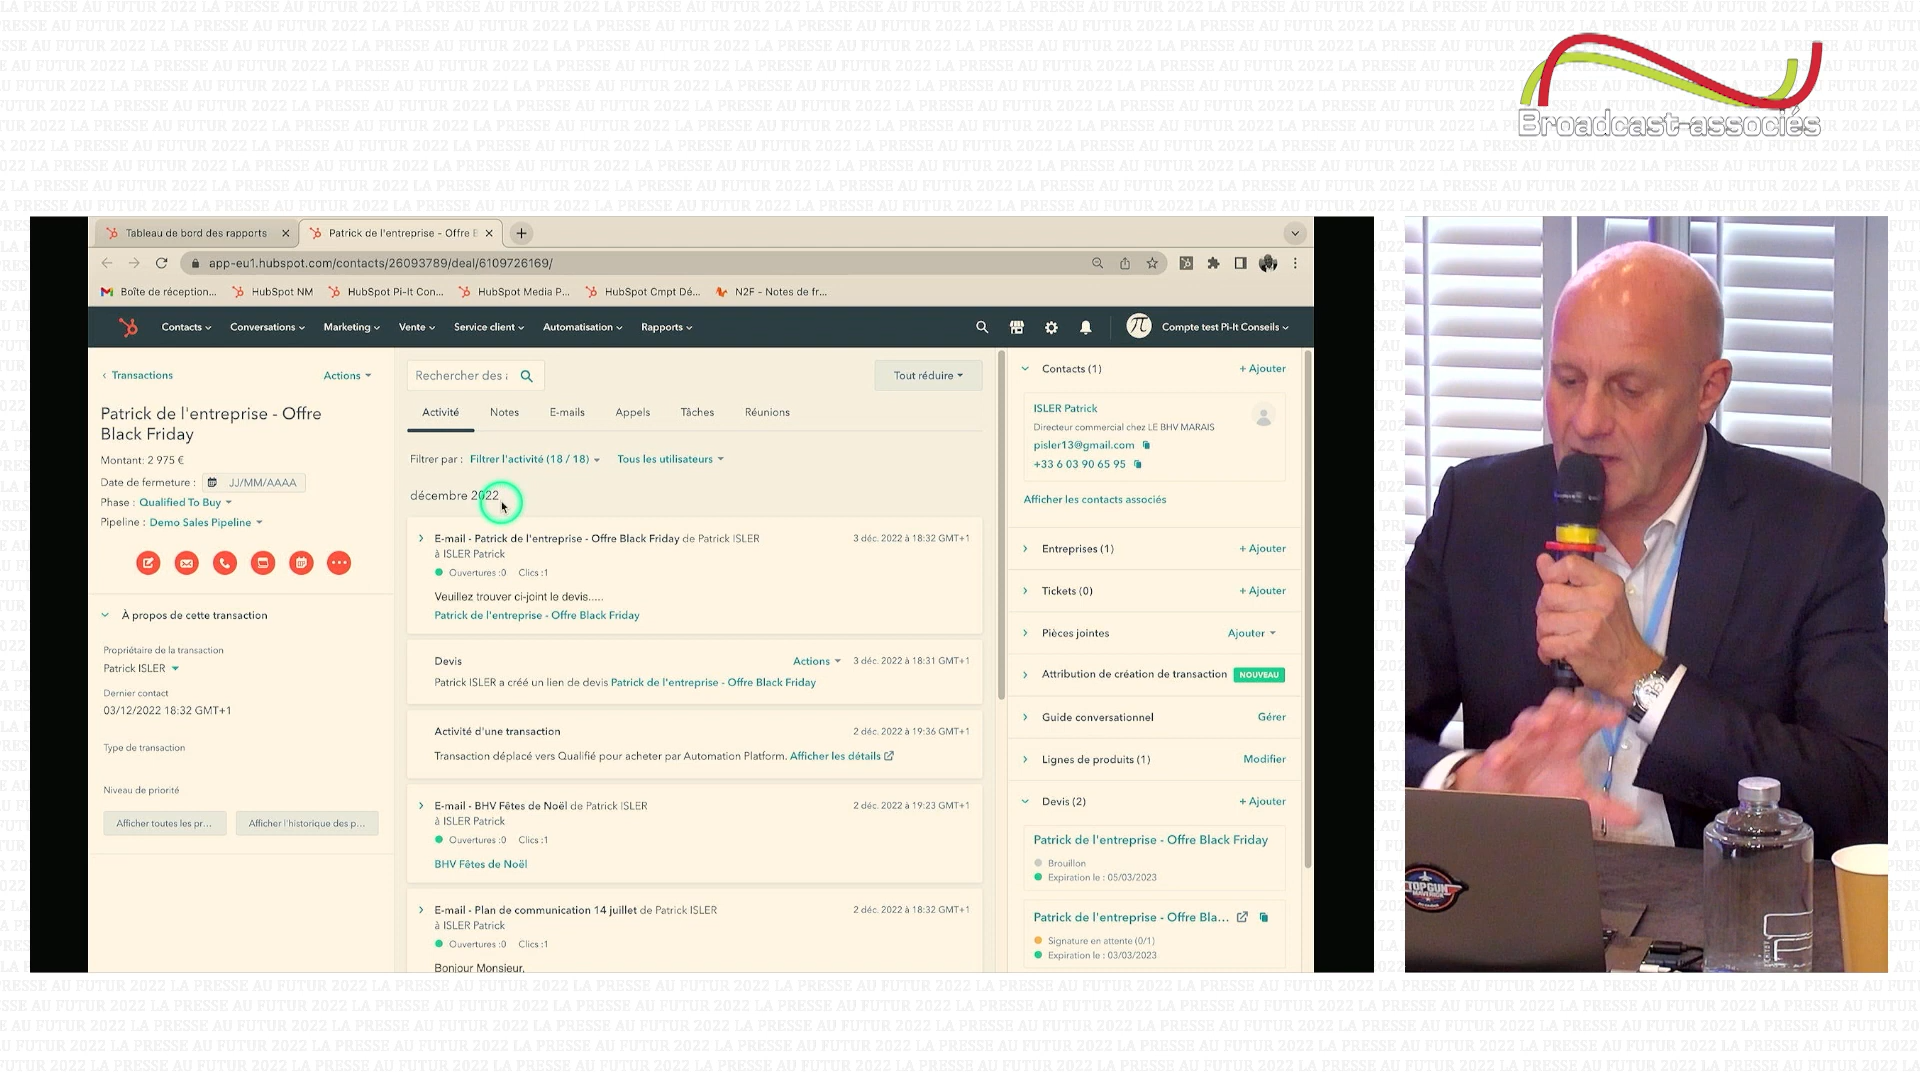 LA PRESSE AU FUTUR 2022
Broadcast-associés
Tableau de bord des rapports
Patrick de l'entreprise - Offre B
app-eu1.hubspot.com/contacts/26093789/deal/6109726169/
Boîte de réception...
HubSpot NM
HubSpot Pi-It Con...
HubSpot Media P...
HubSpot Cmpt Dé...
N2F - Notes de fr...
Contacts
Conversations
Marketing
Vente
Service client
Automatisation
Rapports
Compte test Pi-It Conseils
Transactions
Actions
Patrick de l'entreprise - Offre
Black Friday
Montant: 2 975 €
Date de fermeture : JJ/MM/AAAA
Phase : Qualified To Buy
Pipeline : Demo Sales Pipeline
À propos de cette transaction
Propriétaire de la transaction
Patrick ISLER
Dernier contact
03/12/2022 18:32 GMT+1
Type de transaction
Niveau de priorité
Afficher toutes les pr...
Afficher l'historique des p...
Rechercher des
Tout réduire
Activité
Notes
E-mails
Appels
Tâches
Réunions
Filtrer par : Filtrer l'activité (18 / 18) Tous les utilisateurs
décembre 2022
E-mail - Patrick de l'entreprise - Offre Black Friday de Patrick ISLER 3 déc. 2022 à 18:32 GMT+1
à ISLER Patrick
Ouvertures :0 Clics :1
Veuillez trouver ci-joint le devis.....
Patrick de l'entreprise - Offre Black Friday
Devis Actions 3 déc. 2022 à 18:31 GMT+1
Patrick ISLER a créé un lien de devis Patrick de l'entreprise - Offre Black Friday
Activité d'une transaction 2 déc. 2022 à 19:36 GMT+1
Transaction déplacé vers Qualifié pour acheter par Automation Platform. Afficher les détails
E-mail - BHV Fêtes de Noël de Patrick ISLER 2 déc. 2022 à 19:23 GMT+1
à ISLER Patrick
Ouvertures :0 Clics :1
BHV Fêtes de Noël
E-mail - Plan de communication 14 juillet de Patrick ISLER 2 déc. 2022 à 18:32 GMT+1
à ISLER Patrick
Ouvertures :0 Clics :1
Bonjour Monsieur,
Contacts (1) + Ajouter
ISLER Patrick
Directeur commercial chez LE BHV MARAIS
pisler13@gmail.com
+33 6 03 90 65 95
Afficher les contacts associés
Entreprises (1) + Ajouter
Tickets (0) + Ajouter
Pièces jointes Ajouter
Attribution de création de transaction NOUVEAU
Guide conversationnel Gérer
Lignes de produits (1) Modifier
Devis (2) + Ajouter
Patrick de l'entreprise - Offre Black Friday
Brouillon
Expiration le : 05/03/2023
Patrick de l'entreprise - Offre Bla...
Signature en attente (0/1)
Expiration le : 03/03/2023
TOPGUN